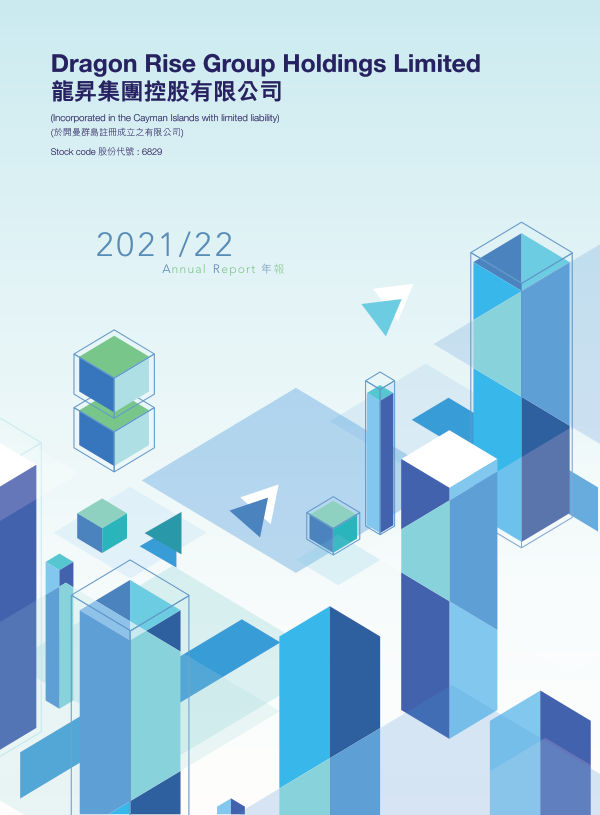 Dragon Rise Group Holdings Limited
龍昇集團控股有限公司
(Incorporated in the Cayman Islands with limited liability)
(於開曼群島註冊成立之有限公司)
Stock code 股份代號 : 6829
2021/22
Annual Report 年報